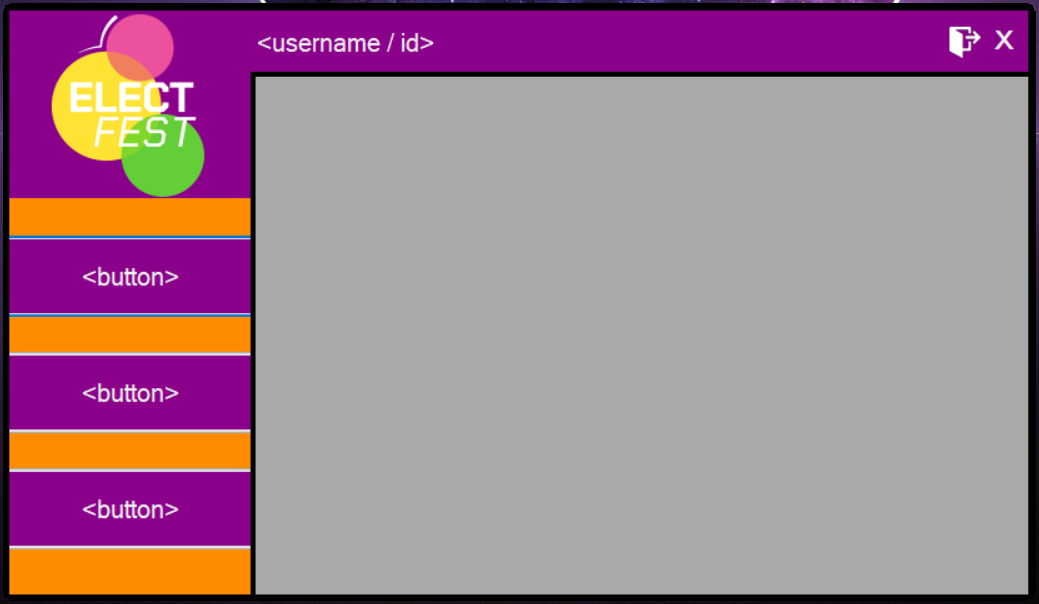 ELECT
FEST
<username / id>
X
<button>
<button>
<button>